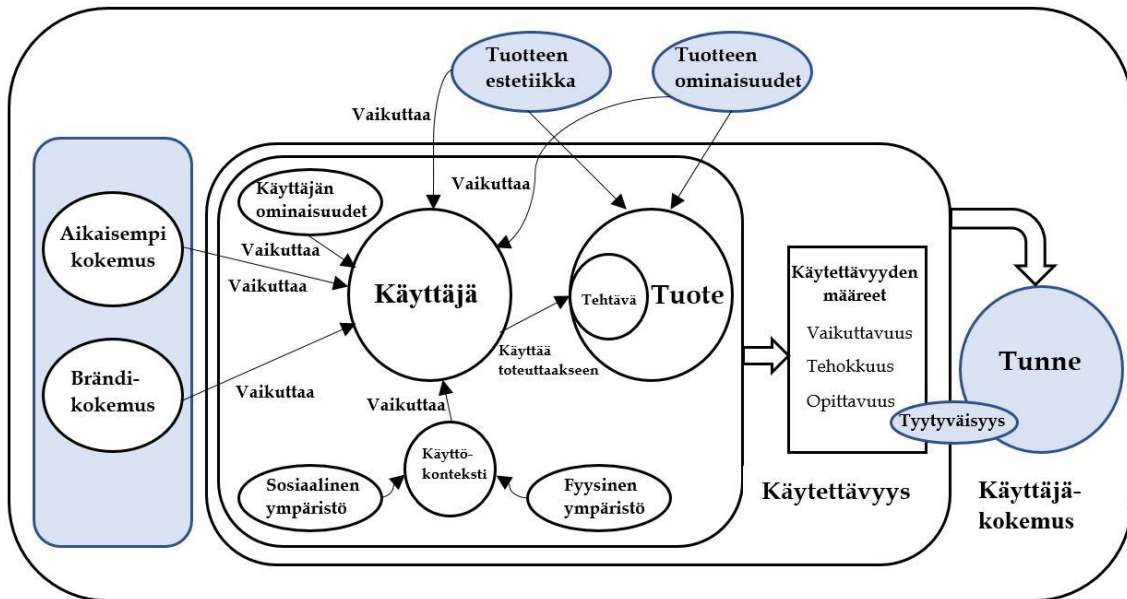 Tuotteen
estetiikka
Tuotteen
ominaisuudet
Vaikuttaa
Vaikuttaa
Käyttäjän
ominaisuudet
Vaikuttaa
Aikaisempi
kokemus
Vaikuttaa
Käyttäjä
Tehtävä
Tuote
Käyttää
toteuttaakseen
Brändi-
kokemus
Vaikuttaa
Vaikuttaa
Käyttö-
konteksti
Sosiaalinen
ympäristö
Fyysinen
ympäristö
Käytettävyyden
määreet
Vaikuttavuus
Tehokkuus
Opittavuus
Tyytyväisyys
Tunne
Käytettävyys
Käyttäjä-
kokemus